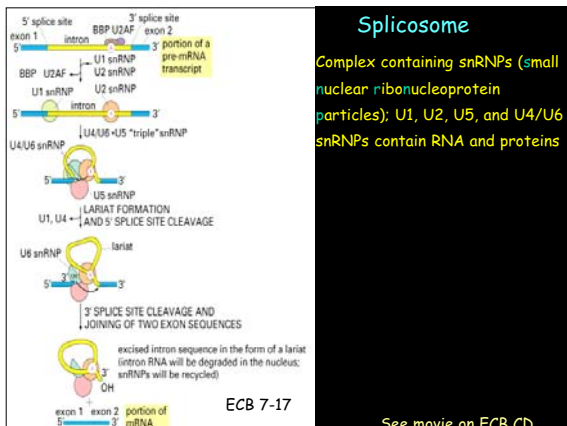 5' splice site
3' splice site
exon 1
intron
BBP U2AF
exon 2
5'
3'
portion of a
pre-mRNA
transcript
U1 snRNP
BBP U2AF
U2 snRNP
U1 snRNP
U2 snRNP
intron
5'
3'
U4/U6 •U5 "triple" snRNP
U4/U6 snRNP
5'
3'
U5 snRNP
LARIAT FORMATION
U1, U4
AND 5' SPLICE SITE CLEAVAGE
U6 snRNP
lariat
3'
OH
5'
3'
3' SPLICE SITE CLEAVAGE AND
JOINING OF TWO EXON SEQUENCES
excised intron sequence in the form of a lariat
(intron RNA will be degraded in the nucleus;
snRNPs will be recycled)
3'
OH
+
ECB 7-17
exon 1 exon 2
portion of
mRNA
5'
3'
Splicosome
Complex containing snRNPs (small
nuclear ribonucleoprotein
particles); U1, U2, U5, and U4/U6
snRNPs contain RNA and proteins
See movie on ECB CD